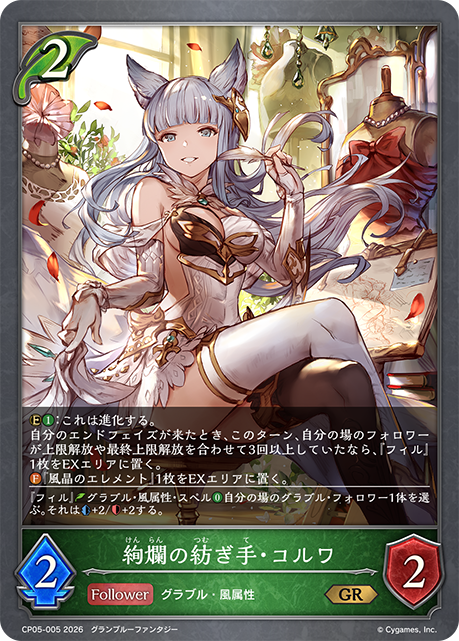 2
E 1：これは進化する。
自分のエンドフェイズが来たとき、このターン、自分の場のフォロワー
が上限解放や最終上限解放を合わせて3回以上していたなら、『フィル』
1枚をEXエリアに置く。
F『風晶のエレメント』1枚をEXエリアに置く。
『フィル』グラブル・風属性・スペル 0 自分の場のグラブル・フォロワー1体を選
ぶ。それは+2/+2する。
けんらん つむ て
絢爛の紡ぎ手・コルワ
2
Follower グラブル・風属性 GR
2
CP05-005 2026 グランブルーファンタジー © Cygames, Inc.